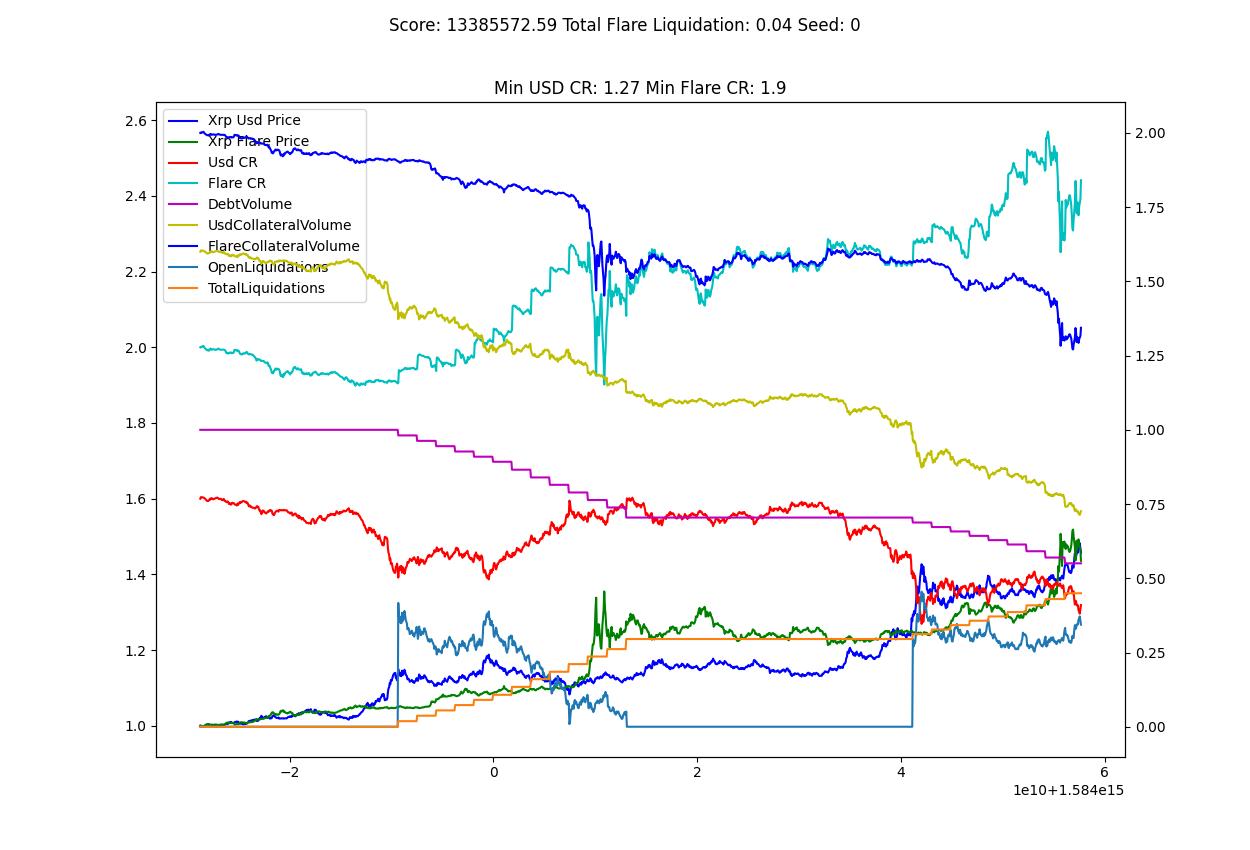 Score: 13385572.59 Total Flare Liquidation: 0.04 Seed: 0
Min USD CR: 1.27 Min Flare CR: 1.9
Xrp Usd Price
Xrp Flare Price
Usd CR
Flare CR
DebtVolume
UsdCollateralVolume
FlareCollateralVolume
OpenLiquidations
TotalLiquidations
2.6
2.4
2.2
2.0
1.8
1.6
1.4
1.2
1.0
2.00
1.75
1.50
1.25
1.00
0.75
0.50
0.25
0.00
−2 0 2 4 6
1e10+1.584e15